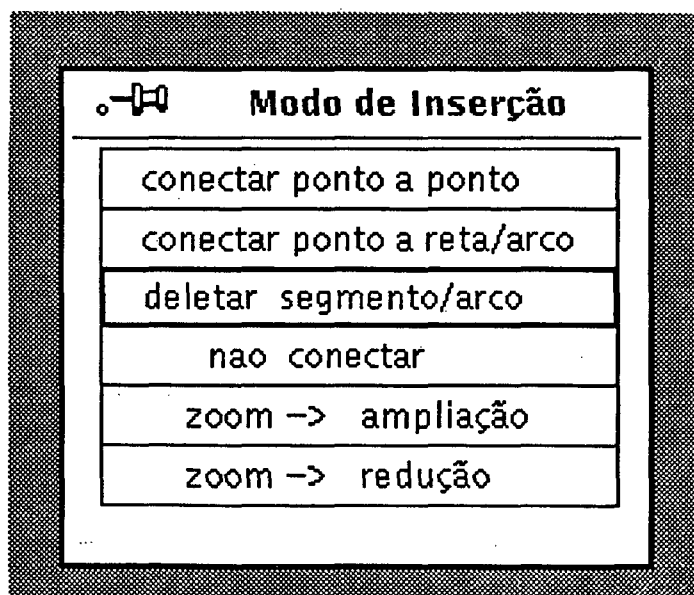 Modo de Inserção
conectar ponto a ponto
conectar ponto a reta/arco
deletar segmento/arco
nao conectar
zoom -> ampliação
zoom -> redução